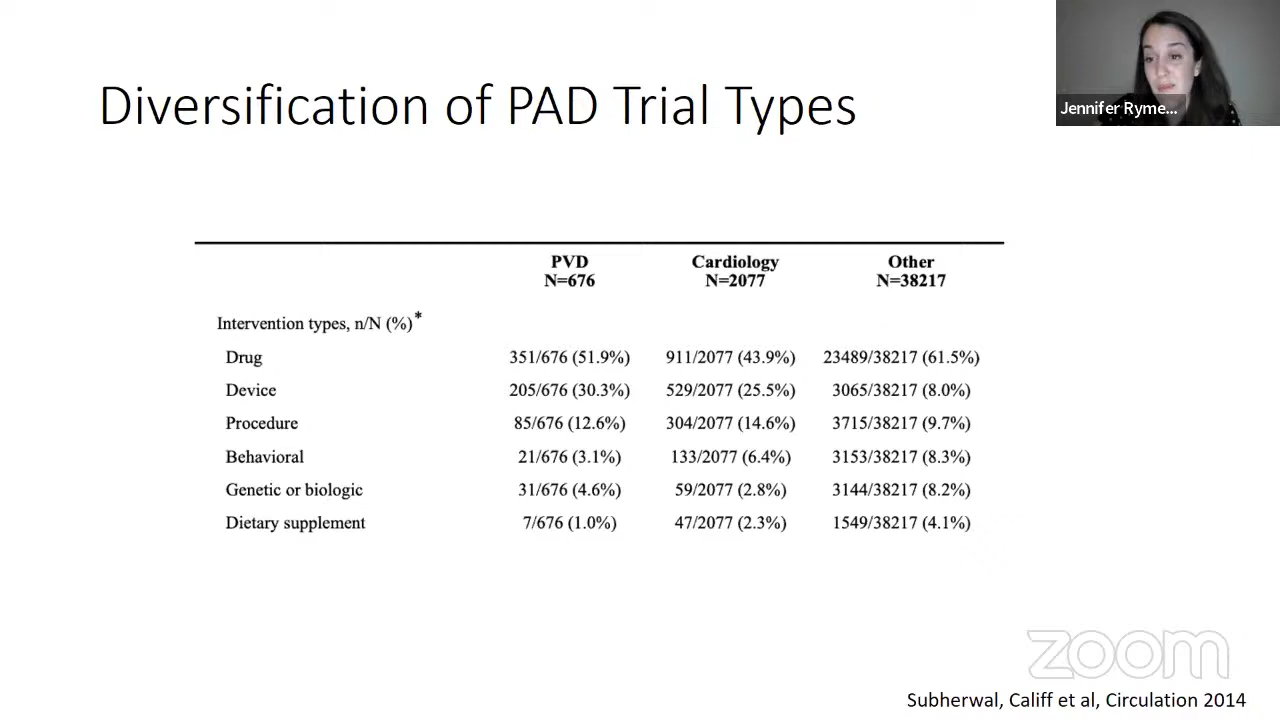 Diversification of PAD Trial Types
Jennifer Ryme...
PVD Cardiology Other
N=676 N=2077 N=38217
Intervention types, n/N (%)*
Drug 351/676 (51.9%) 911/2077 (43.9%) 23489/38217 (61.5%)
Device 205/676 (30.3%) 529/2077 (25.5%) 3065/38217 (8.0%)
Procedure 85/676 (12.6%) 304/2077 (14.6%) 3715/38217 (9.7%)
Behavioral 21/676 (3.1%) 133/2077 (6.4%) 3153/38217 (8.3%)
Genetic or biologic 31/676 (4.6%) 59/2077 (2.8%) 3144/38217 (8.2%)
Dietary supplement 7/676 (1.0%) 47/2077 (2.3%) 1549/38217 (4.1%)
zoom
Subherwal, Califf et al, Circulation 2014